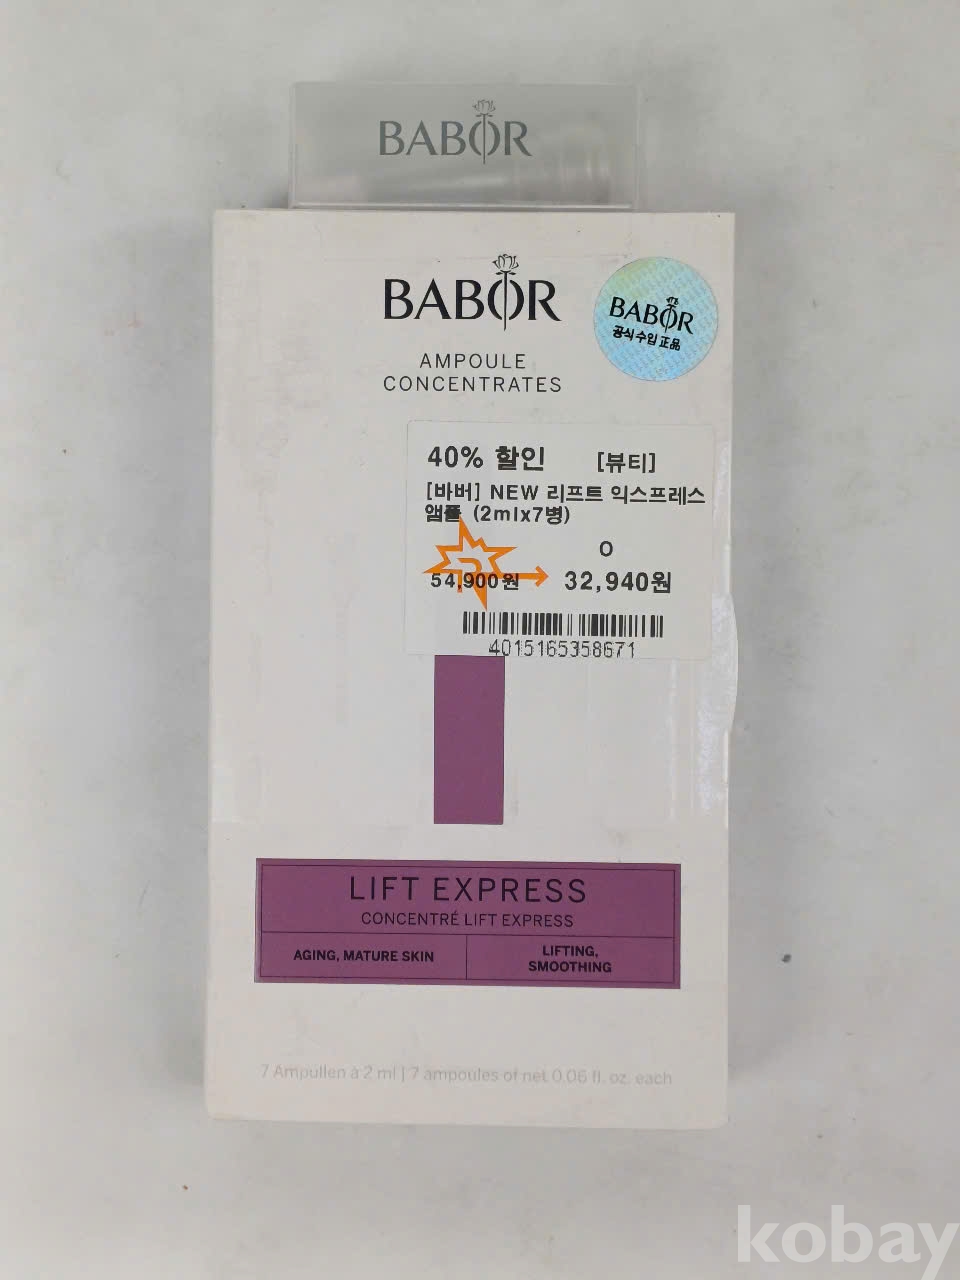 BABOR
BABOR
AMPOULE
CONCENTRATES
BABOR
공식 수입 正品
40% 할인 [뷰티]
[바버] NEW 리프트 익스프레스
앰플 (2mlx7병)
O
54,900원 32,940원
4015165358671
LIFT EXPRESS
CONCENTRÉ LIFT EXPRESS
AGING, MATURE SKIN
LIFTING,
SMOOTHING
7 Ampullen à 2 ml | 7 ampoules of net 0.06 fl. oz. each
kobay